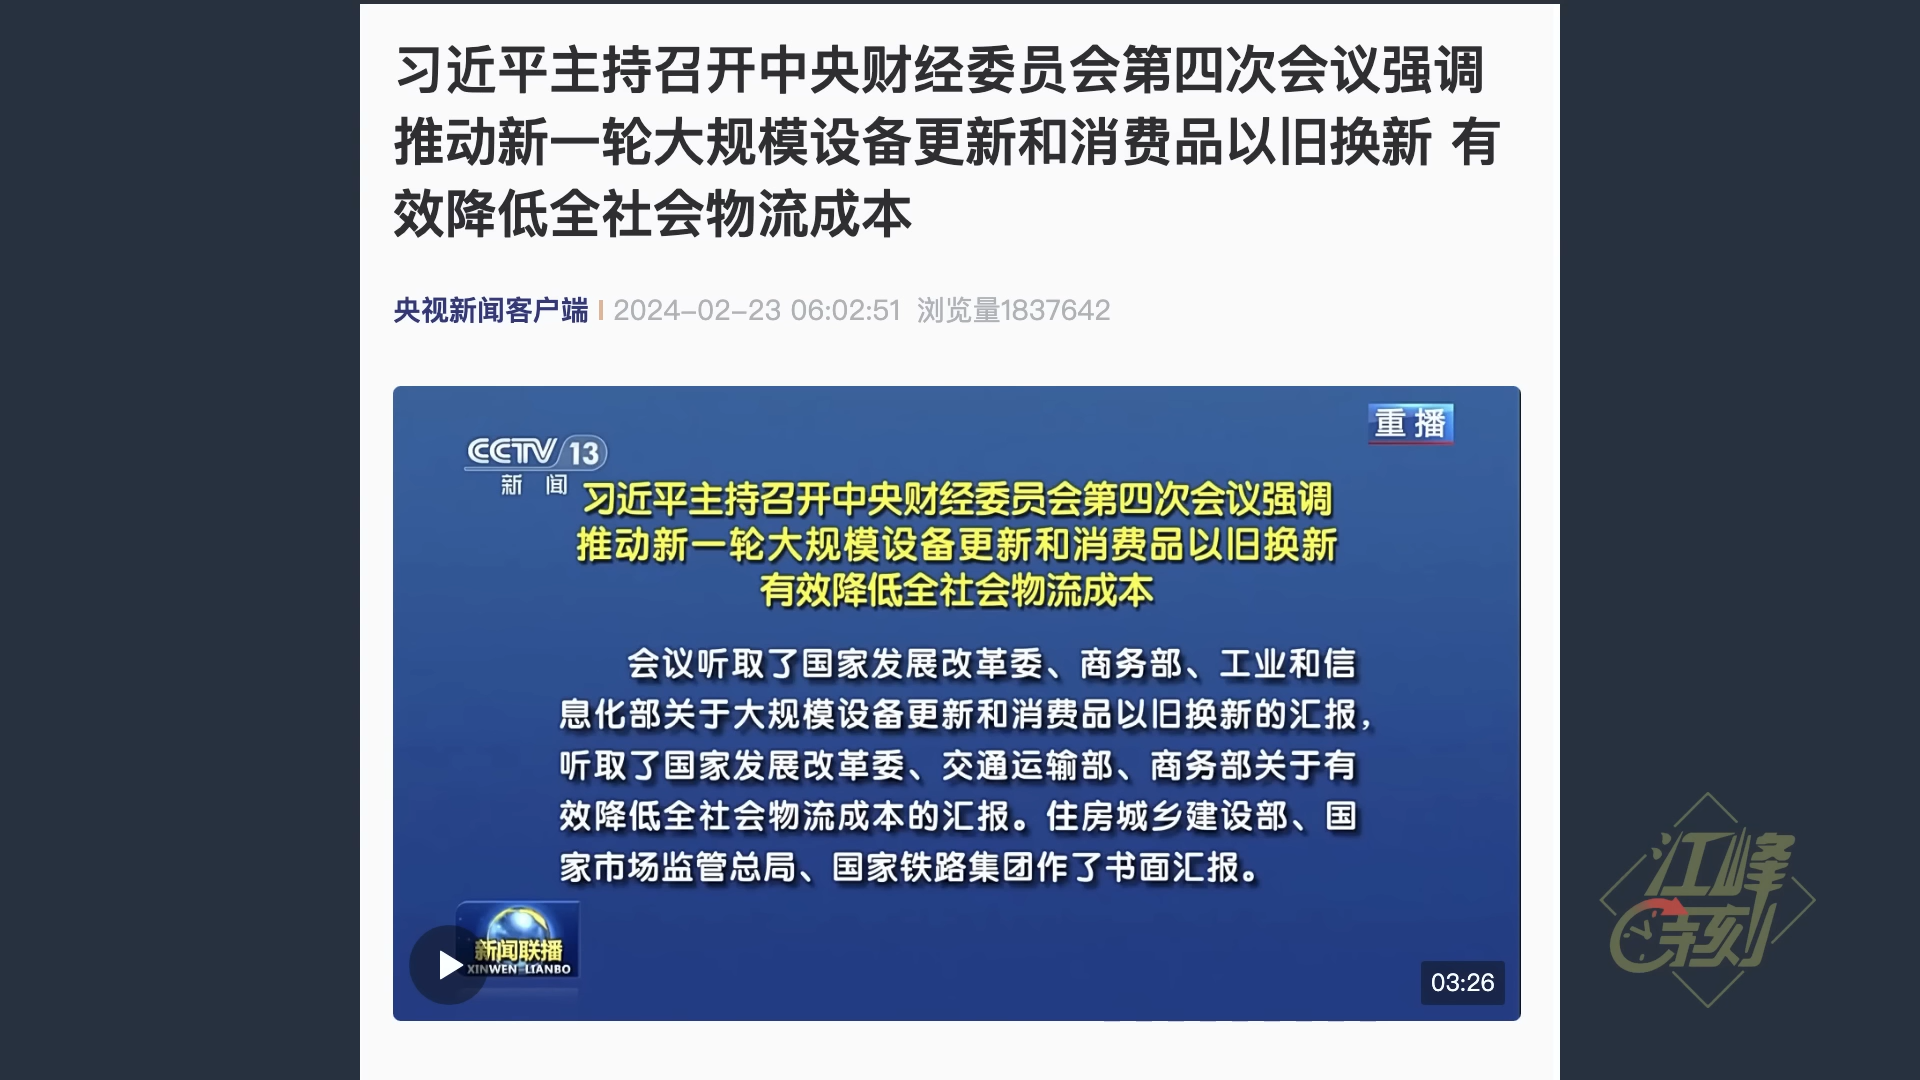 习近平主持召开中央财经委员会第四次会议强调
推动新一轮大规模设备更新和消费品以旧换新 有
效降低全社会物流成本
央视新闻客户端 2024-02-23 06:02:51 浏览量1837642
重播
CCTV 13
新闻
习近平主持召开中央财经委员会第四次会议强调
推动新一轮大规模设备更新和消费品以旧换新
有效降低全社会物流成本
会议听取了国家发展改革委、商务部、工业和信
息化部关于大规模设备更新和消费品以旧换新的汇报，
听取了国家发展改革委、交通运输部、商务部关于有
效降低全社会物流成本的汇报。住房城乡建设部、国
家市场监管总局、国家铁路集团作了书面汇报。
新闻联播
XINWEN LIANBO
03:26
江峰
时刻